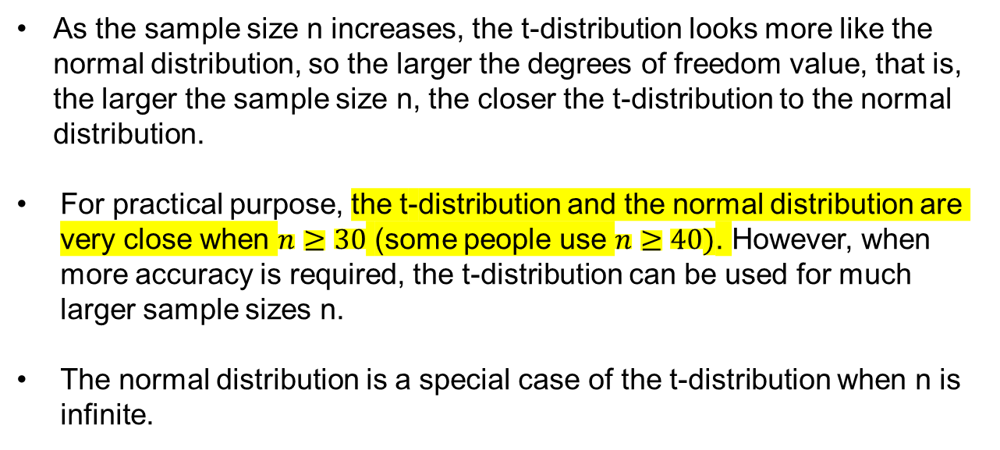 • As the sample size n increases, the t-distribution looks more like the
normal distribution, so the larger the degrees of freedom value, that is,
the larger the sample size n, the closer the t-distribution to the normal
distribution.
• For practical purpose, the t-distribution and the normal distribution are
very close when n ≥ 30 (some people use n ≥ 40). However, when
more accuracy is required, the t-distribution can be used for much
larger sample sizes n.
• The normal distribution is a special case of the t-distribution when n is
infinite.